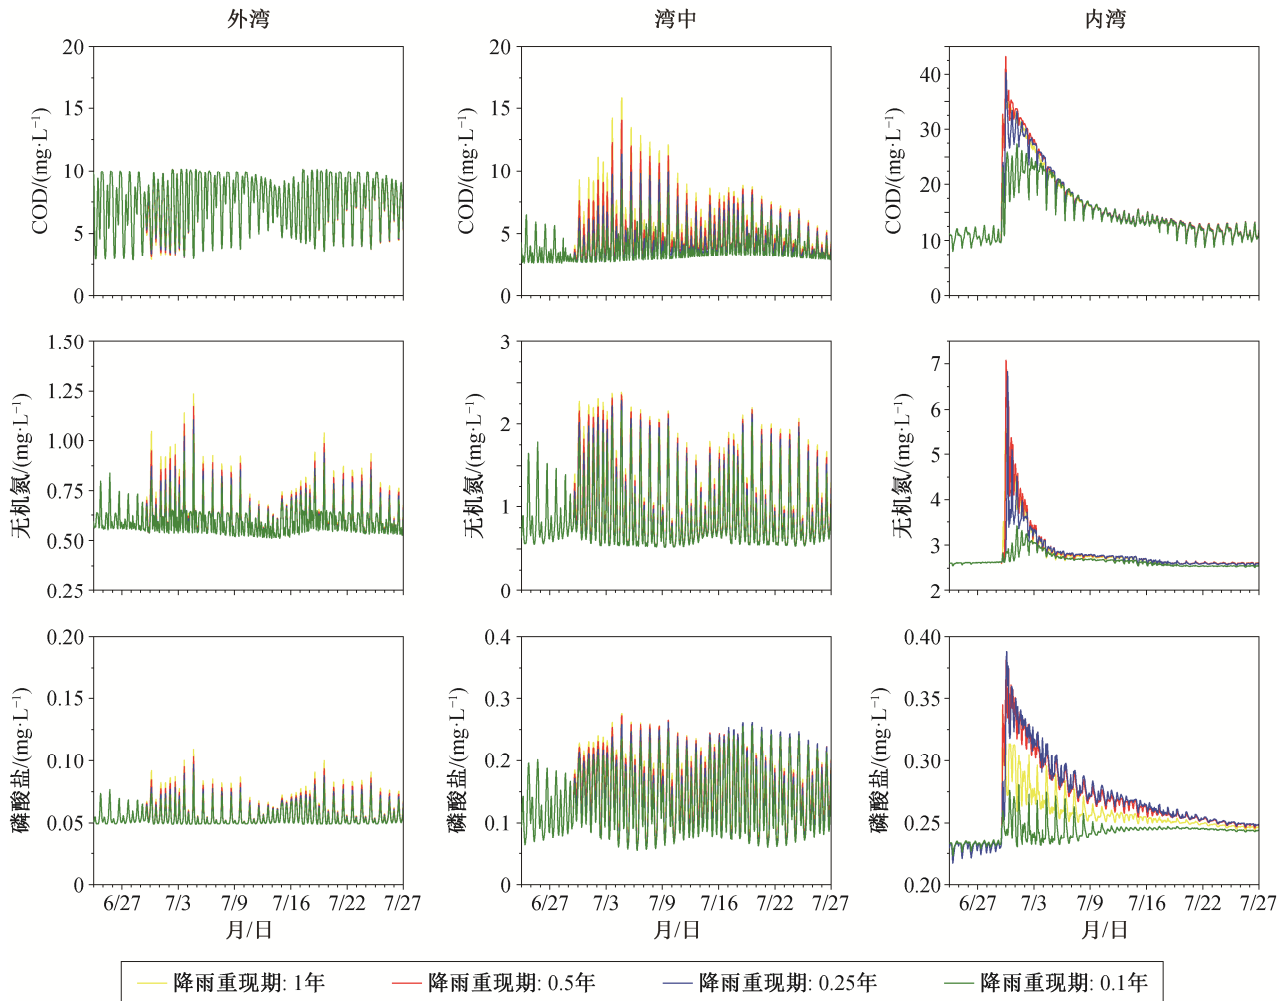 外湾
湾中
内湾
COD/(mg·L⁻¹)
20
15
10
5
0
COD/(mg·L⁻¹)
20
15
10
5
0
COD/(mg·L⁻¹)
40
30
20
10
0
无机氮/(mg·L⁻¹)
1.50
1.25
1.00
0.75
0.50
0.25
无机氮/(mg·L⁻¹)
3
2
1
0
无机氮/(mg·L⁻¹)
7
6
5
4
3
2
磷酸盐/(mg·L⁻¹)
0.20
0.15
0.10
0.05
0
磷酸盐/(mg·L⁻¹)
0.4
0.3
0.2
0.1
0
磷酸盐/(mg·L⁻¹)
0.40
0.35
0.30
0.25
0.20
6/27 7/3 7/9 7/16 7/22 7/27
6/27 7/3 7/9 7/16 7/22 7/27
6/27 7/3 7/9 7/16 7/22 7/27
月/日
月/日
月/日
降雨重现期: 1年
降雨重现期: 0.5年
降雨重现期: 0.25年
降雨重现期: 0.1年